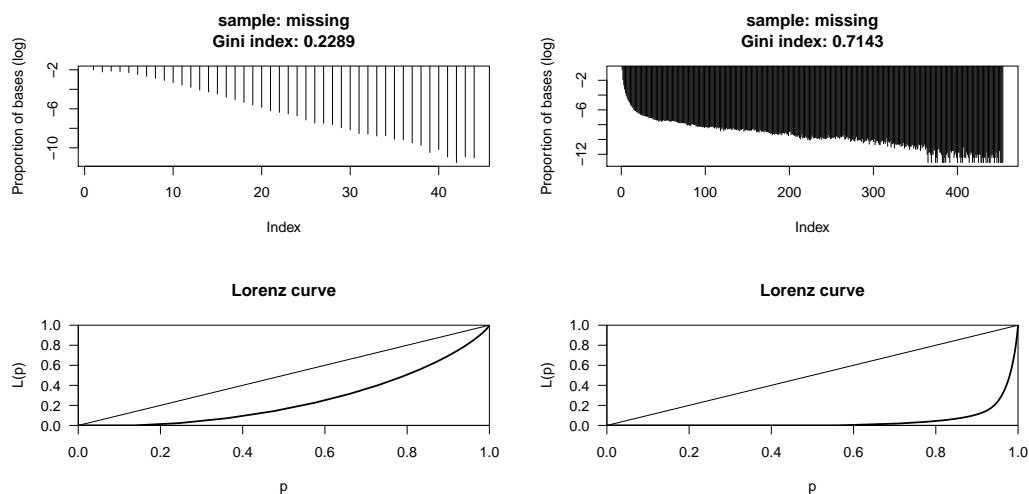 sample: missing
Gini index: 0.2289
Proportion of bases (log)
−2
−6
−10
0
10
20
30
40
Index
sample: missing
Gini index: 0.7143
Proportion of bases (log)
−2
−6
−12
0
100
200
300
400
Index
Lorenz curve
L(p)
1.0
0.8
0.6
0.4
0.2
0.0
0.0
0.2
0.4
0.6
0.8
1.0
p
Lorenz curve
L(p)
1.0
0.8
0.6
0.4
0.2
0.0
0.0
0.2
0.4
0.6
0.8
1.0
p